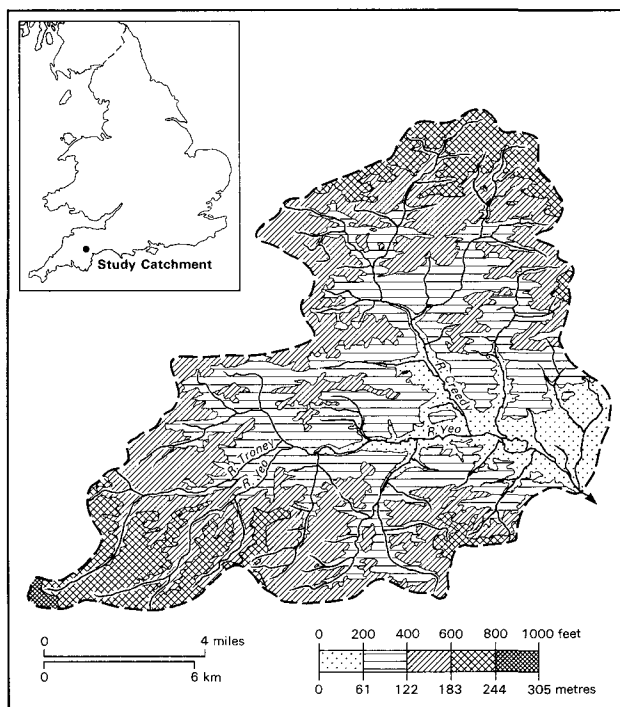 Study Catchment
R. Creedy
R. Yeo
R. Troney
R. Yeo
0 4 miles
0 6 km
0 200 400 600 800 1000 feet
0 61 122 183 244 305 metres